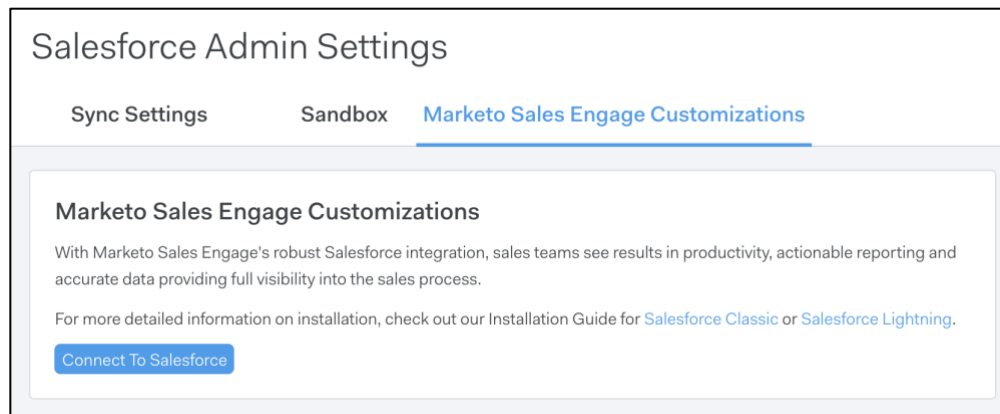 Salesforce Admin Settings
Sync Settings Sandbox Marketo Sales Engage Customizations
Marketo Sales Engage Customizations
With Marketo Sales Engage's robust Salesforce integration, sales teams see results in productivity, actionable reporting and
accurate data providing full visibility into the sales process.
For more detailed information on installation, check out our Installation Guide for Salesforce Classic or Salesforce Lightning.
Connect To Salesforce